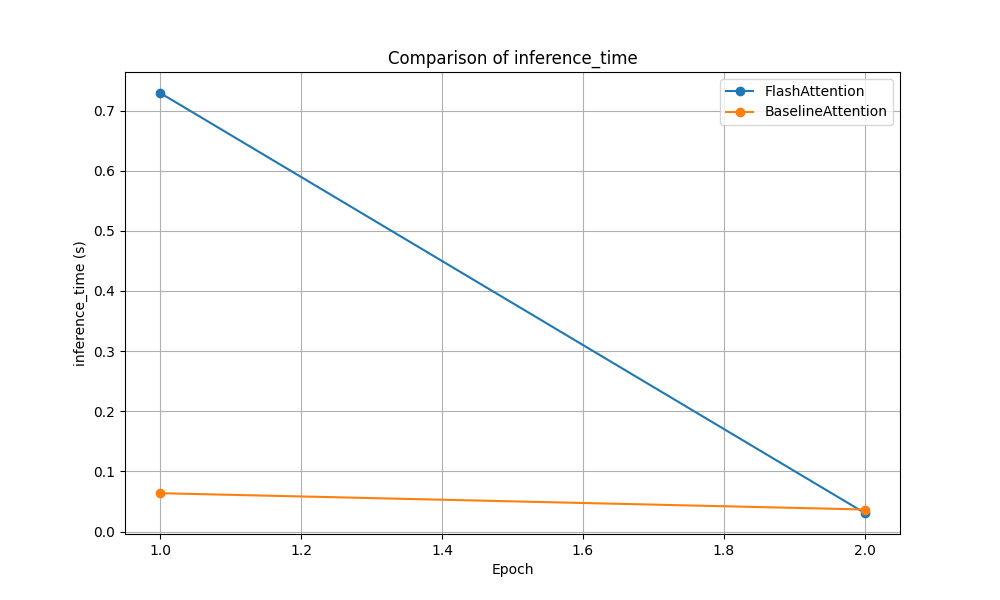 Comparison of inference_time
FlashAttention
BaselineAttention
inference_time (s)
0.7
0.6
0.5
0.4
0.3
0.2
0.1
0.0
1.0 1.2 1.4 1.6 1.8 2.0
Epoch